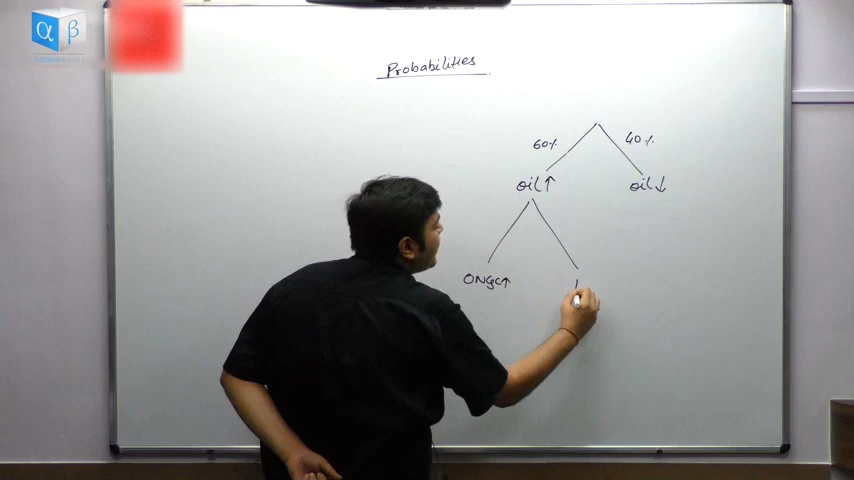 α β
Probabilities
60% 40%
oil↑ oil↓
ONGC↑